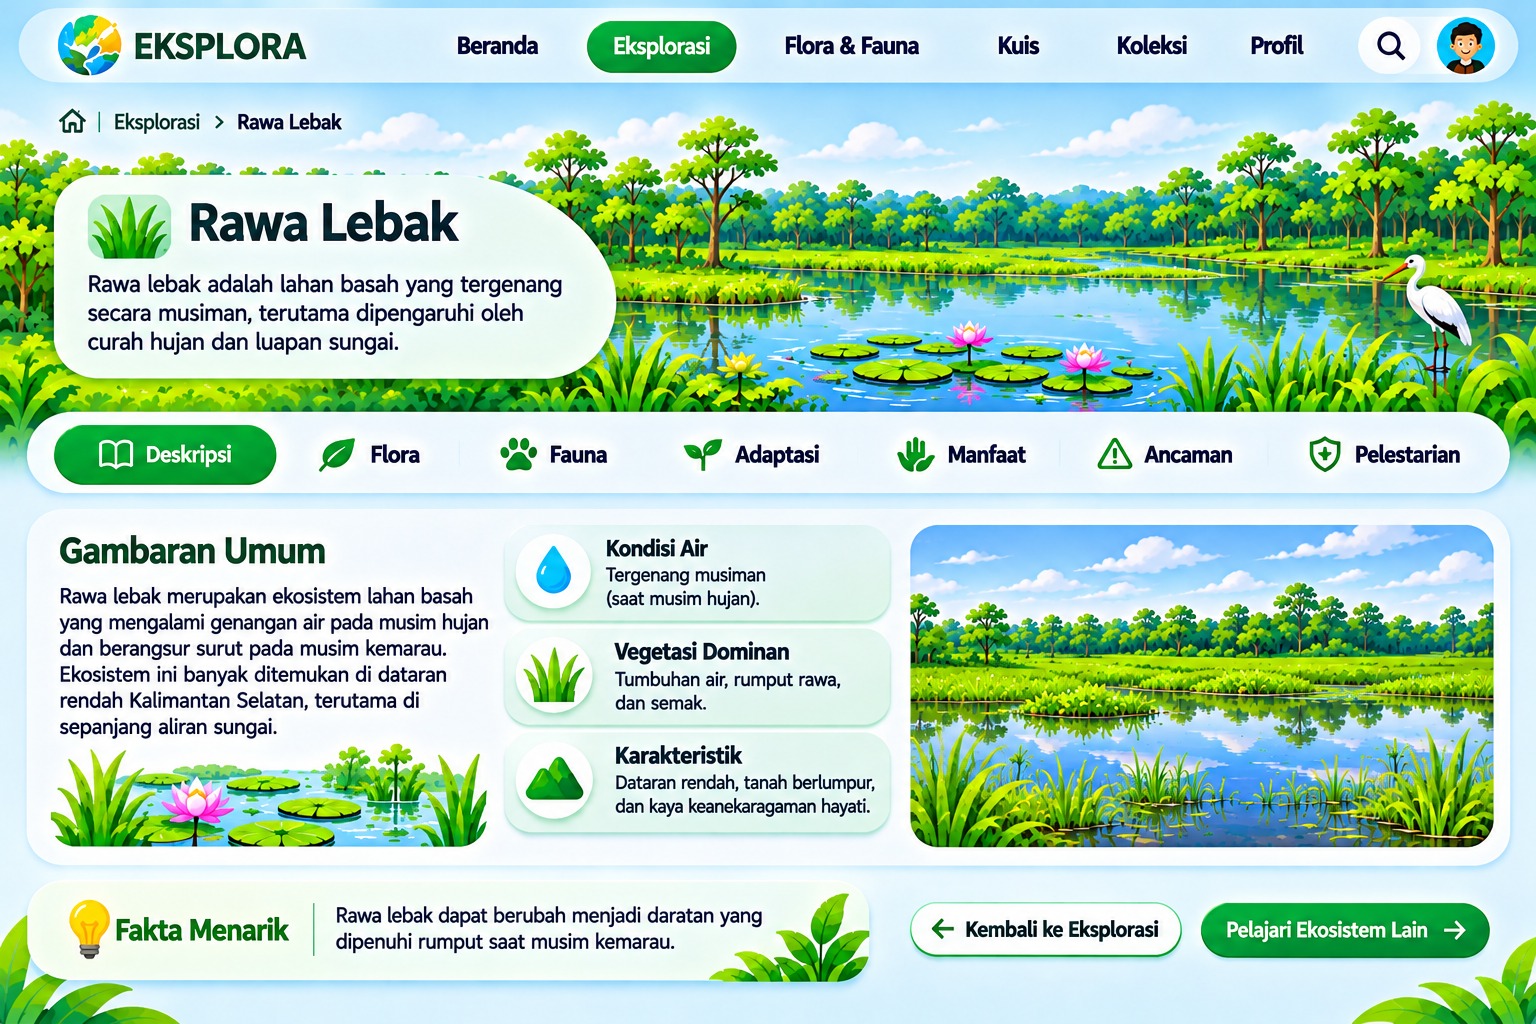 EKSPLORA
Beranda
Eksplorasi
Flora & Fauna
Kuis
Koleksi
Profil
Eksplorasi > Rawa Lebak
Rawa Lebak
Rawa lebak adalah lahan basah yang tergenang
secara musiman, terutama dipengaruhi oleh
curah hujan dan luapan sungai.
Deskripsi
Flora
Fauna
Adaptasi
Manfaat
Ancaman
Pelestarian
Gambaran Umum
Rawa lebak merupakan ekosistem lahan basah
yang mengalami genangan air pada musim hujan
dan berangsur surut pada musim kemarau.
Ekosistem ini banyak ditemukan di dataran
rendah Kalimantan Selatan, terutama di
sepanjang aliran sungai.
Kondisi Air
Tergenang musiman
(saat musim hujan).
Vegetasi Dominan
Tumbuhan air, rumput rawa,
dan semak.
Karakteristik
Dataran rendah, tanah berlumpur,
dan kaya keanekaragaman hayati.
Fakta Menarik
Rawa lebak dapat berubah menjadi daratan yang
dipenuhi rumput saat musim kemarau.
← Kembali ke Eksplorasi
Pelajari Ekosistem Lain →